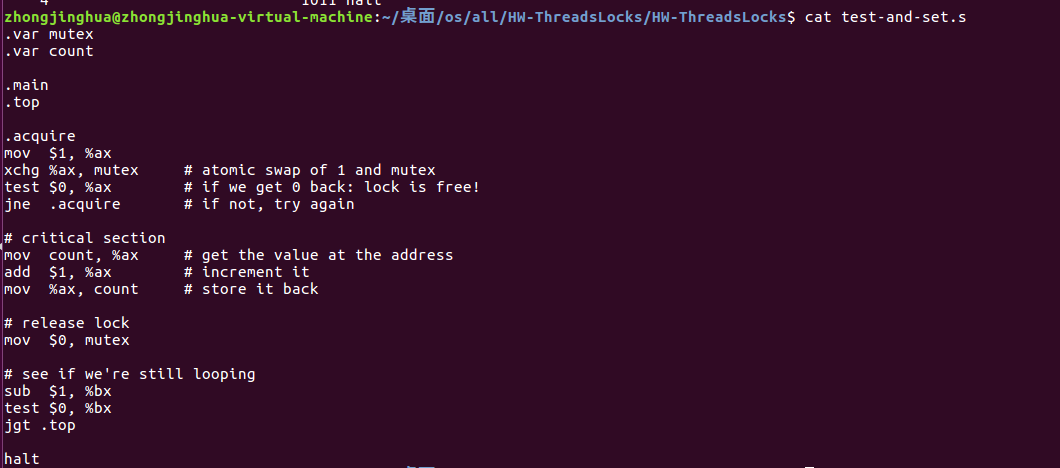 zhongjinghua@zhongjinghua-virtual-machine:~/桌面/os/all/HW-ThreadsLocks/HW-ThreadsLocks$ cat test-and-set.s
.var mutex
.var count
.main
.top
.acquire
mov  $1, %ax
xchg %ax, mutex     # atomic swap of 1 and mutex
test $0, %ax        # if we get 0 back: lock is free!
jne  .acquire       # if not, try again
# critical section
mov  count, %ax     # get the value at the address
add  $1, %ax        # increment it
mov  %ax, count     # store it back
# release lock
mov  $0, mutex
# see if we're still looping
sub  $1, %bx
test $0, %bx
jgt .top
halt